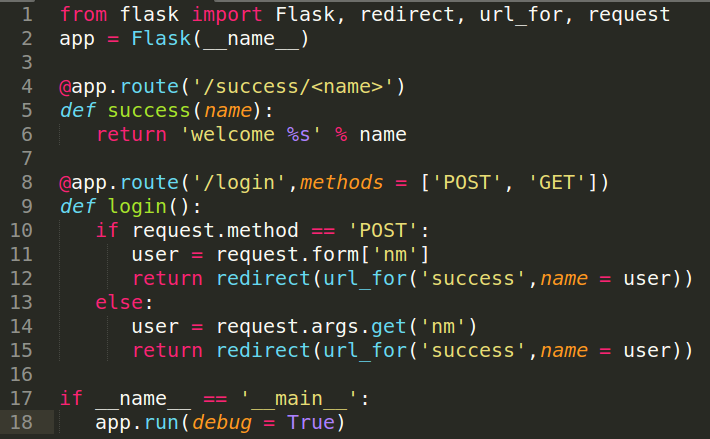 1 from flask import Flask, redirect, url_for, request
2 app = Flask(__name__)
3
4 @app.route('/success/<name>')
5 def success(name):
6    return 'welcome %s' % name
7
8 @app.route('/login',methods = ['POST', 'GET'])
9 def login():
10    if request.method == 'POST':
11       user = request.form['nm']
12       return redirect(url_for('success',name = user))
13    else:
14       user = request.args.get('nm')
15       return redirect(url_for('success',name = user))
16
17 if __name__ == '__main__':
18    app.run(debug = True)